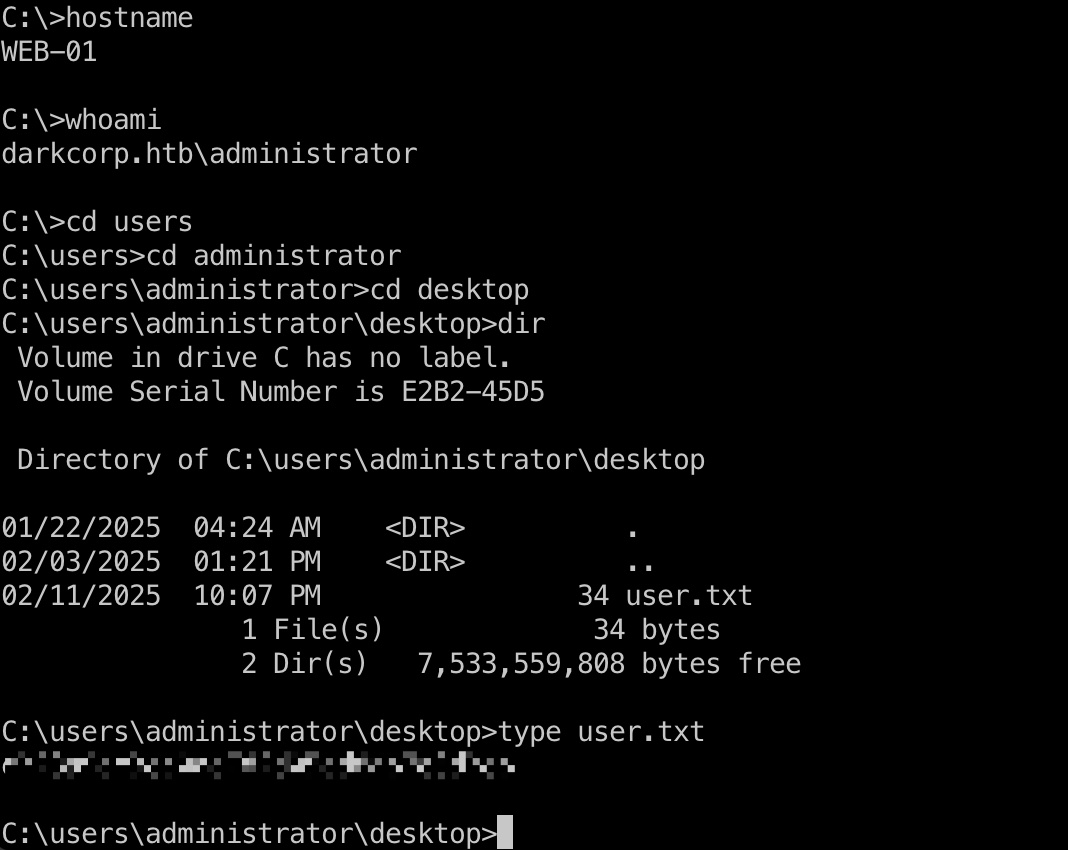 C:\>hostname
WEB-01
C:\>whoami
darkcorp.htb\administrator
C:\>cd users
C:\users>cd administrator
C:\users\administrator>cd desktop
C:\users\administrator\desktop>dir
 Volume in drive C has no label.
 Volume Serial Number is E2B2-45D5
 Directory of C:\users\administrator\desktop
01/22/2025  04:24 AM    <DIR>          .
02/03/2025  01:21 PM    <DIR>          ..
02/11/2025  10:07 PM                34 user.txt
               1 File(s)             34 bytes
               2 Dir(s)   7,533,559,808 bytes free
C:\users\administrator\desktop>type user.txt
C:\users\administrator\desktop>